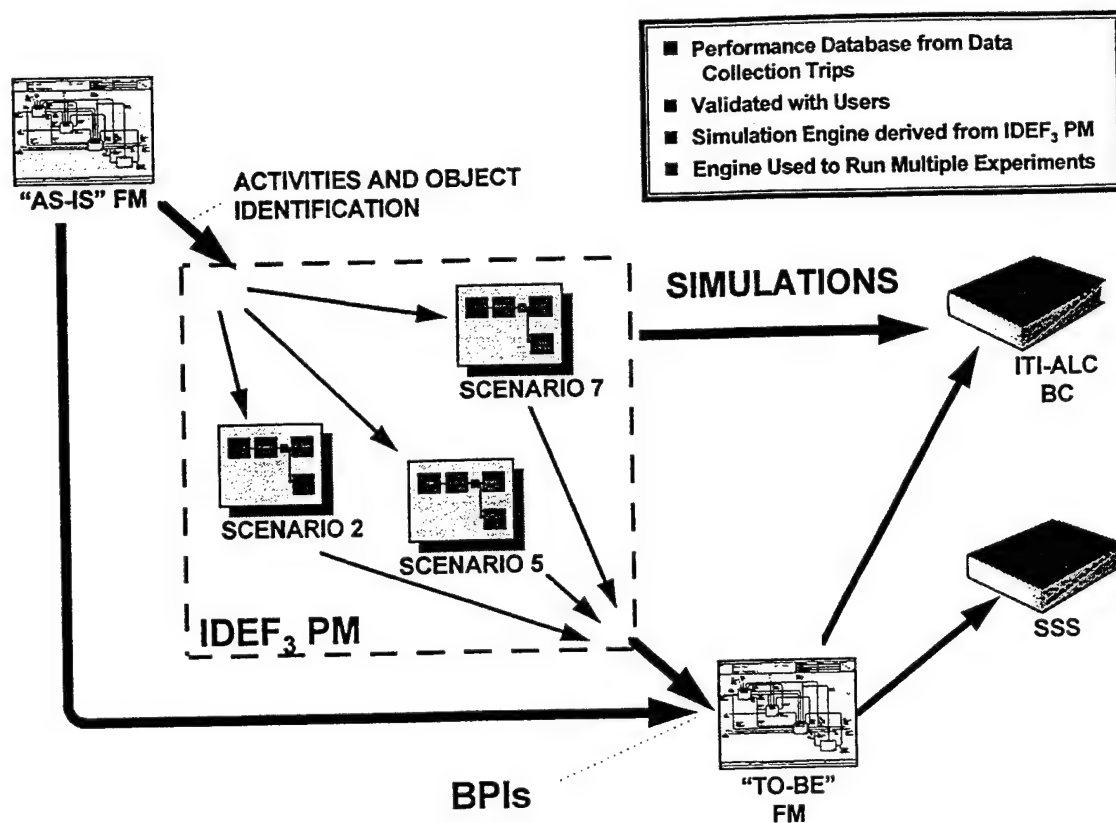 ■ Performance Database from Data
Collection Trips
■ Validated with Users
■ Simulation Engine derived from IDEF₃ PM
■ Engine Used to Run Multiple Experiments
"AS-IS" FM
ACTIVITIES AND OBJECT
IDENTIFICATION
SIMULATIONS
SCENARIO 7
ITI-ALC
BC
SCENARIO 2
SCENARIO 5
IDEF₃ PM
SSS
BPIs
"TO-BE"
FM